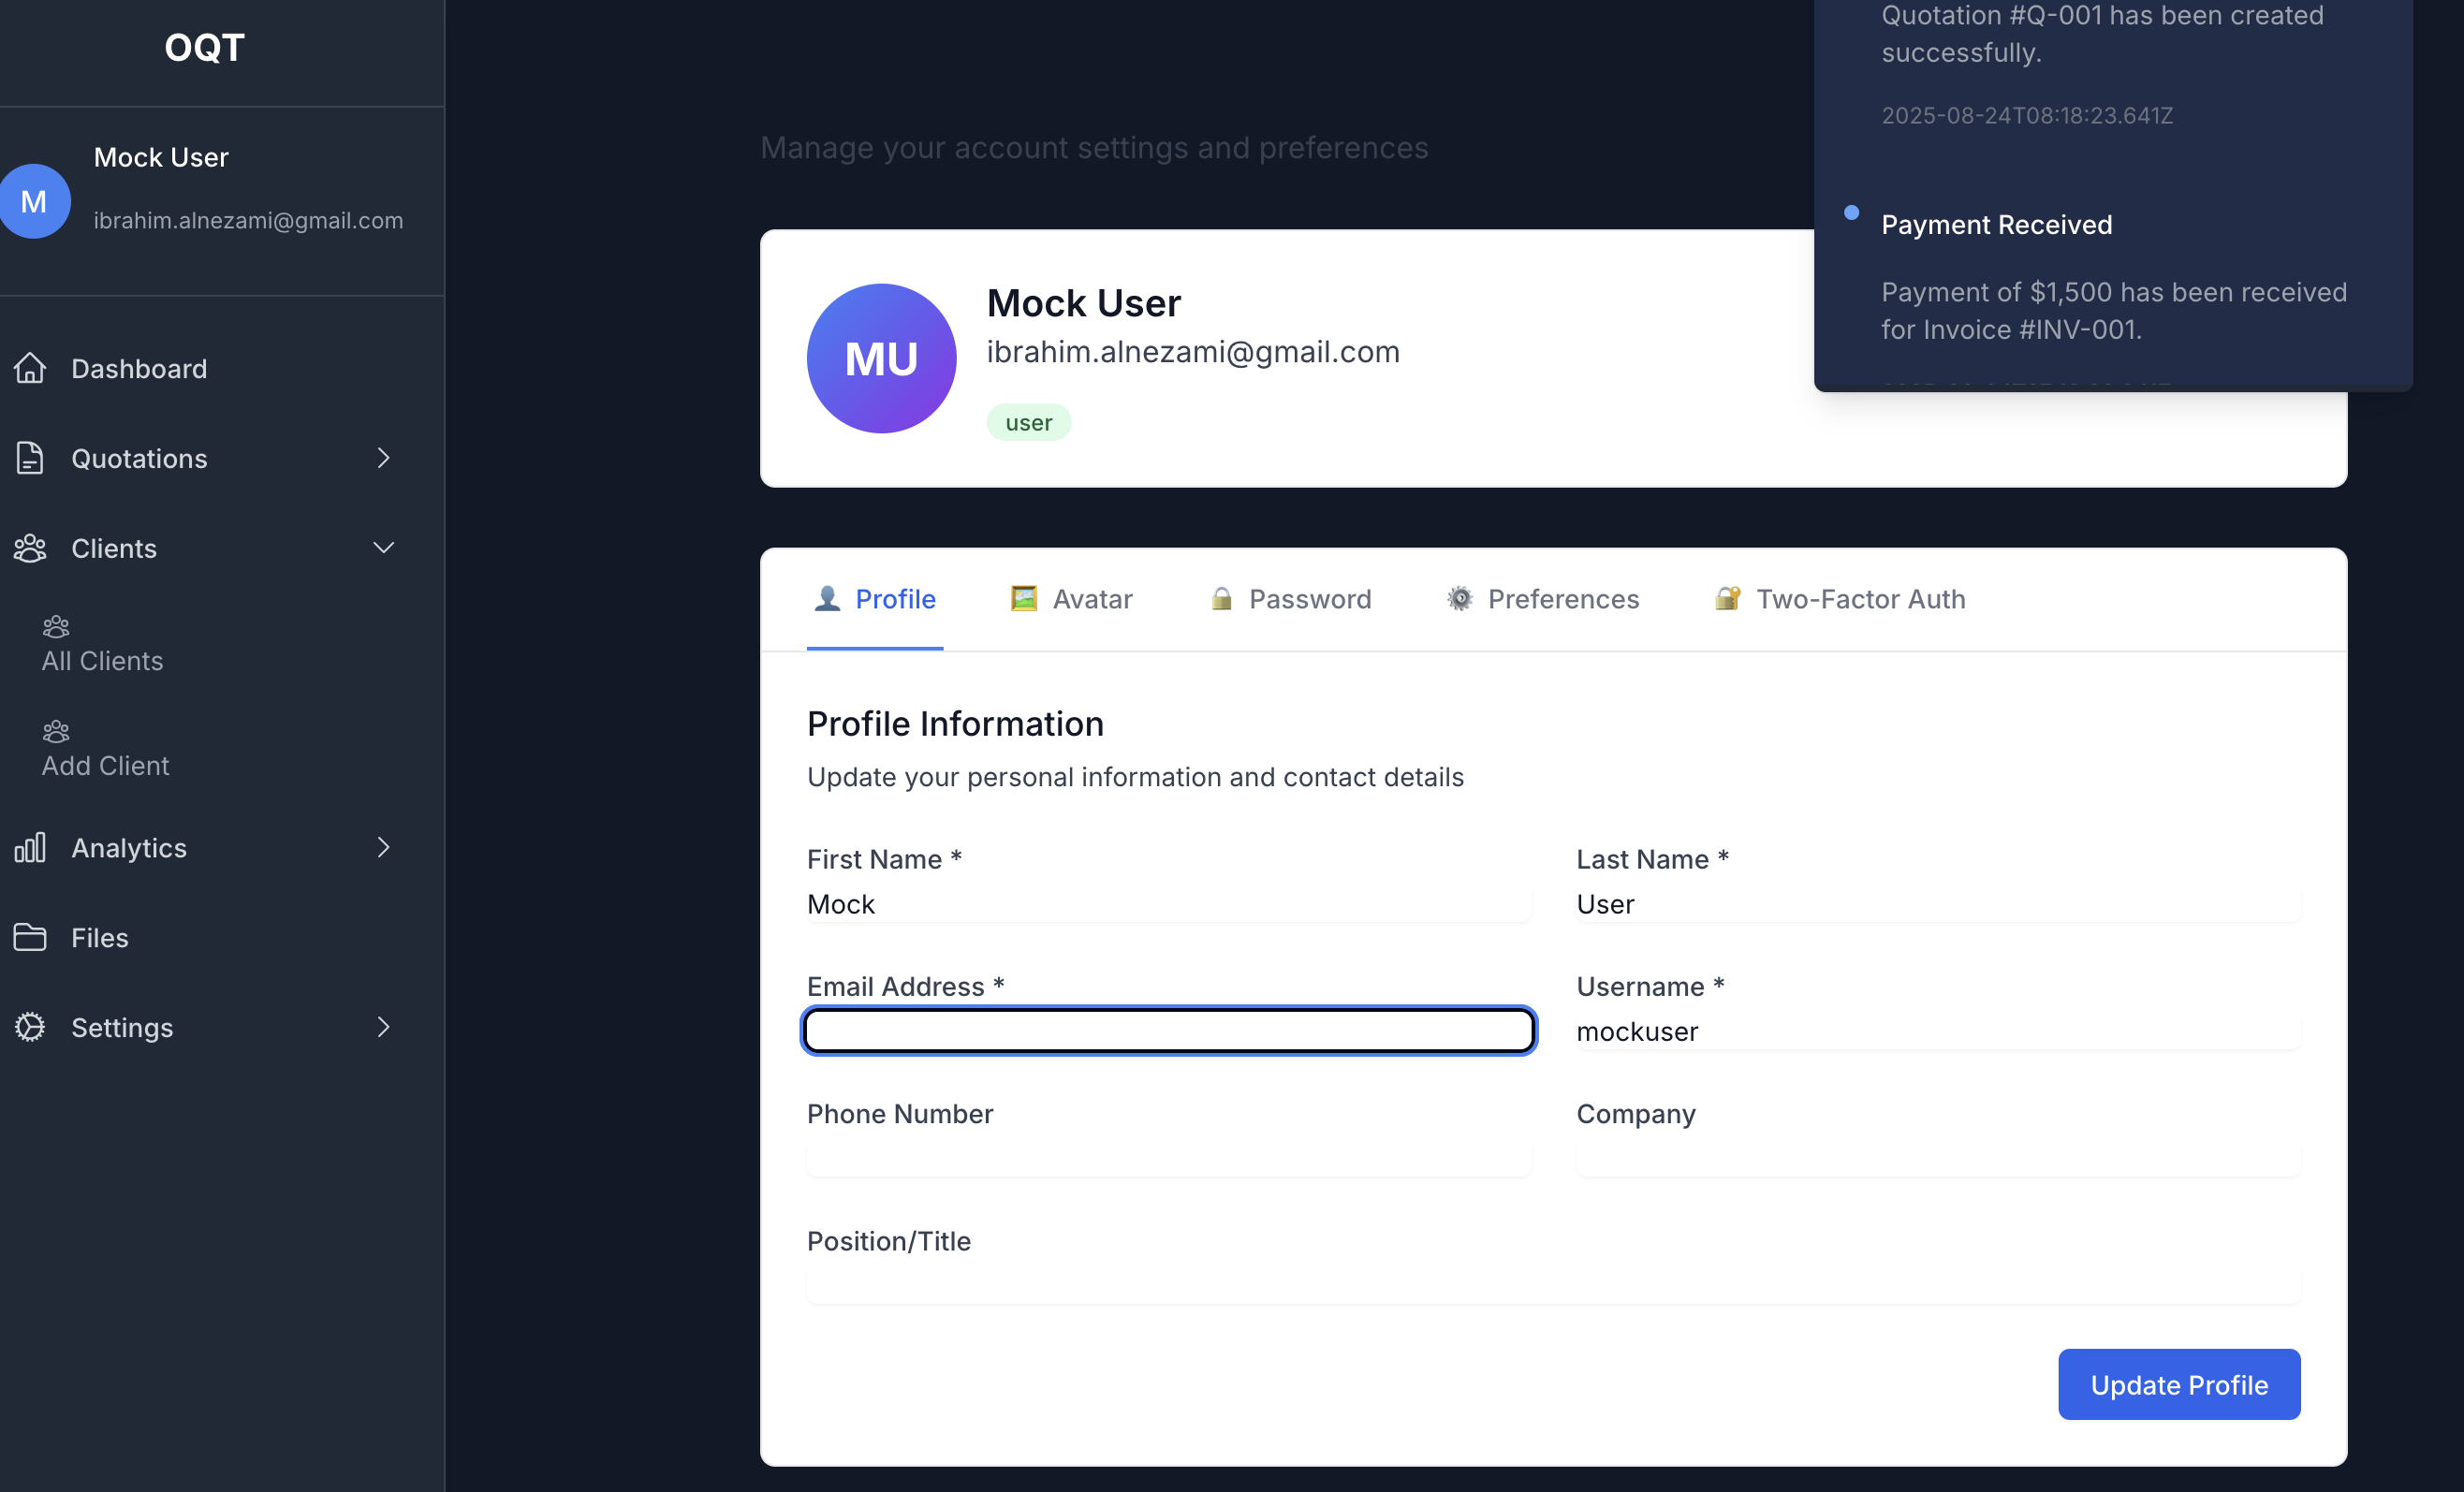 OQT
M
Mock User
ibrahim.alnezami@gmail.com
Dashboard
Quotations
Clients
All Clients
Add Client
Analytics
Files
Settings
Manage your account settings and preferences
Quotation #Q-001 has been created
successfully.
2025-08-24T08:18:23.641Z
Payment Received
Payment of $1,500 has been received
for Invoice #INV-001.
MU
Mock User
ibrahim.alnezami@gmail.com
user
Profile
Avatar
Password
Preferences
Two-Factor Auth
Profile Information
Update your personal information and contact details
First Name *
Mock
Last Name *
User
Email Address *
Username *
mockuser
Phone Number
Company
Position/Title
Update Profile